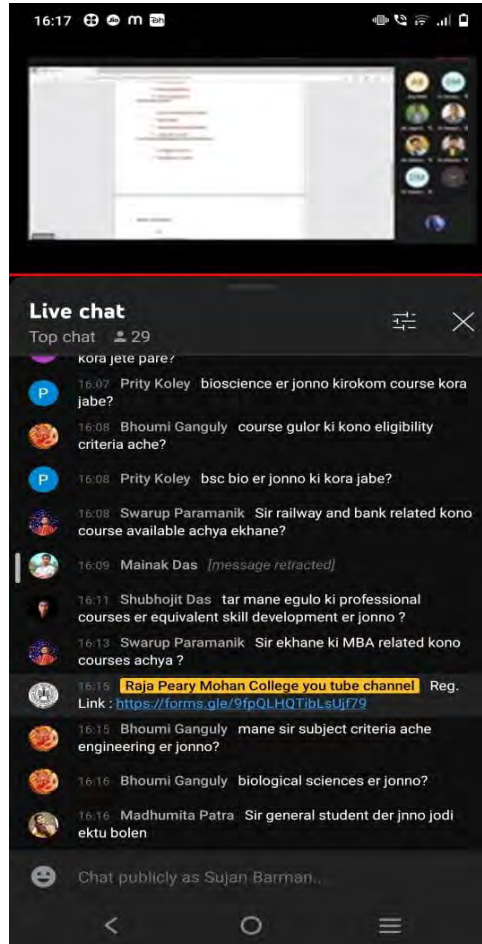 16:17
Live chat
Top chat 29
kora jete pare?
16:07 Prity Koley bioscience er jonno kirokom course kora
jabe?
16:08 Bhoumi Ganguly course gulor ki kono eligibility
criteria ache?
16:08 Prity Koley bsc bio er jonno ki kora jabe?
16:08 Swarup Paramanik Sir railway and bank related kono
course available achya ekhane?
16:09 Mainak Das [message retracted]
16:11 Shubhojit Das tar mane egulo ki professional
courses er equivalent skill development er jonno ?
16:13 Swarup Paramanik Sir ekhane ki MBA related kono
courses achya ?
16:15 Raja Peary Mohan College you tube channel Reg.
Link : https://forms.gle/9fpQLHQTibLsUjf79
16:15 Bhoumi Ganguly mane sir subject criteria ache
engineering er jonno?
16:16 Bhoumi Ganguly biological sciences er jonno?
16:16 Madhumita Patra Sir general student der jnno jodi
ektu bolen
Chat publicly as Sujan Barman..